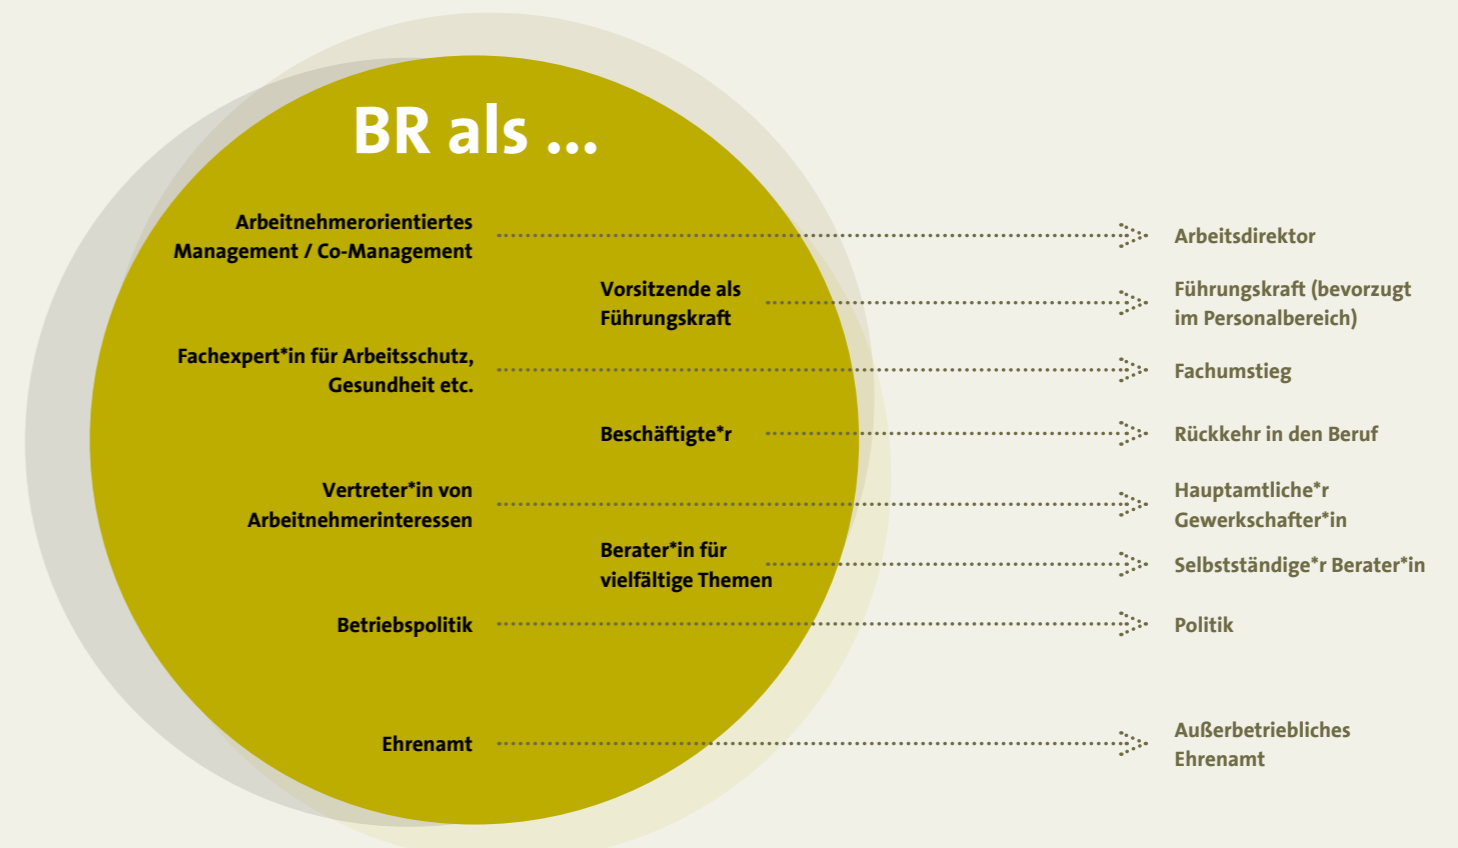 BR als ...
Arbeitnehmerorientiertes
Management / Co-Management
Arbeitsdirektor
Vorsitzende als
Führungskraft
Führungskraft (bevorzugt
im Personalbereich)
Fachexpert*in für Arbeitsschutz,
Gesundheit etc.
Fachumstieg
Beschäftigte*r
Rückkehr in den Beruf
Vertreter*in von
Arbeitnehmerinteressen
Hauptamtliche*r
Gewerkschafter*in
Berater*in für
vielfältige Themen
Selbstständige*r Berater*in
Betriebspolitik
Politik
Ehrenamt
Außerbetriebliches
Ehrenamt